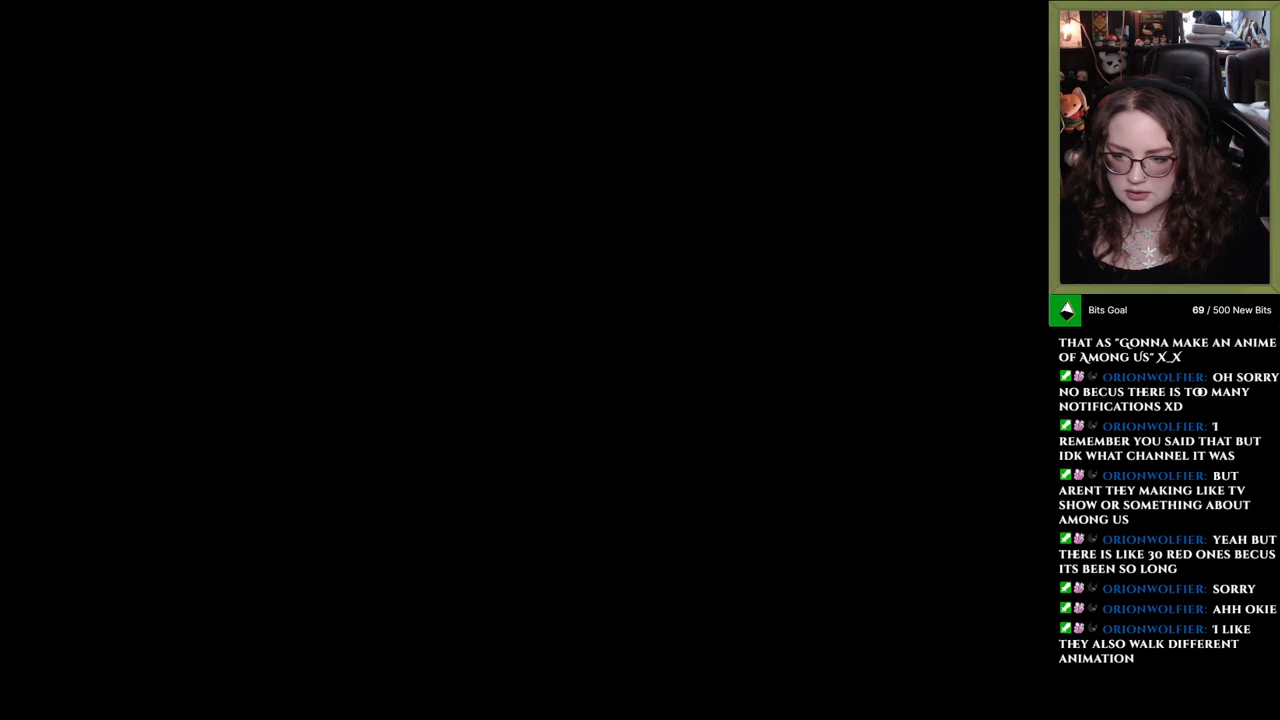 Bits Goal 69 / 500 New Bits
THAT AS "GONNA MAKE AN ANIME
OF AMONG US" X_X
ORIONWOLFIER: OH SORRY
NO BECUS THERE IS TOO MANY
NOTIFICATIONS XD
ORIONWOLFIER: I
REMEMBER YOU SAID THAT BUT
IDK WHAT CHANNEL IT WAS
ORIONWOLFIER: BUT
ARENT THEY MAKING LIKE TV
SHOW OR SOMETHING ABOUT
AMONG US
ORIONWOLFIER: YEAH BUT
THERE IS LIKE 30 RED ONES BECUS
ITS BEEN SO LONG
ORIONWOLFIER: SORRY
ORIONWOLFIER: AHH OKIE
ORIONWOLFIER: I LIKE
THEY ALSO WALK DIFFERENT
ANIMATION